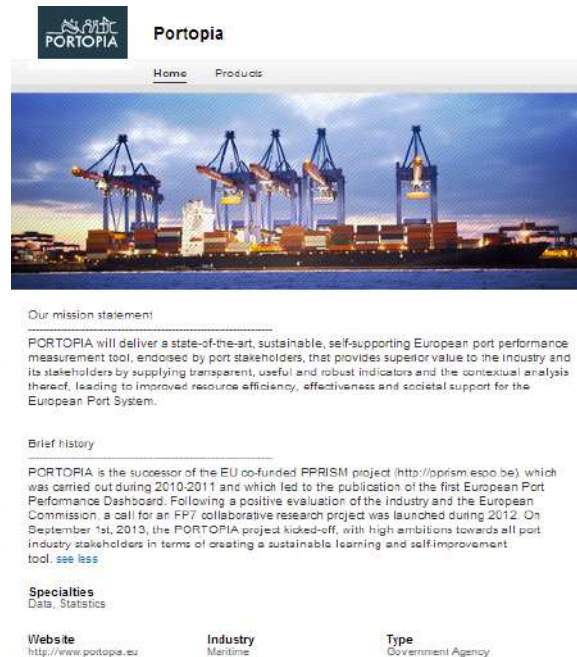 PORTOPIA
Portopia
Home Products
Our mission statement
PORTOPIA will deliver a state-of-the-art, sustainable, self-supporting European port performance
measurement tool, endorsed by port stakeholders, that provides superior value to the industry and
its stakeholders by supplying transparent, useful and robust indicators and the contextual analysis
thereof, leading to improved resource efficiency, effectiveness and societal support for the
European Port System.
Brief history
PORTOPIA is the successor of the EU co-funded PPRISM project (http://pprism.espo.be), which
was carried out during 2010-2011 and which led to the publication of the first European Port
Performance Dashboard. Following a positive evaluation of the industry and the European
Commission, a call for an FP7 collaborative research project was launched during 2012. On
September 1st, 2013, the PORTOPIA project kicked-off, with high ambitions towards all port
industry stakeholders in terms of creating a sustainable learning and self-improvement
tool. see less
Specialties
Data, Statistics
Website Industry Type
http://www.portopia.eu Maritime Government Agency